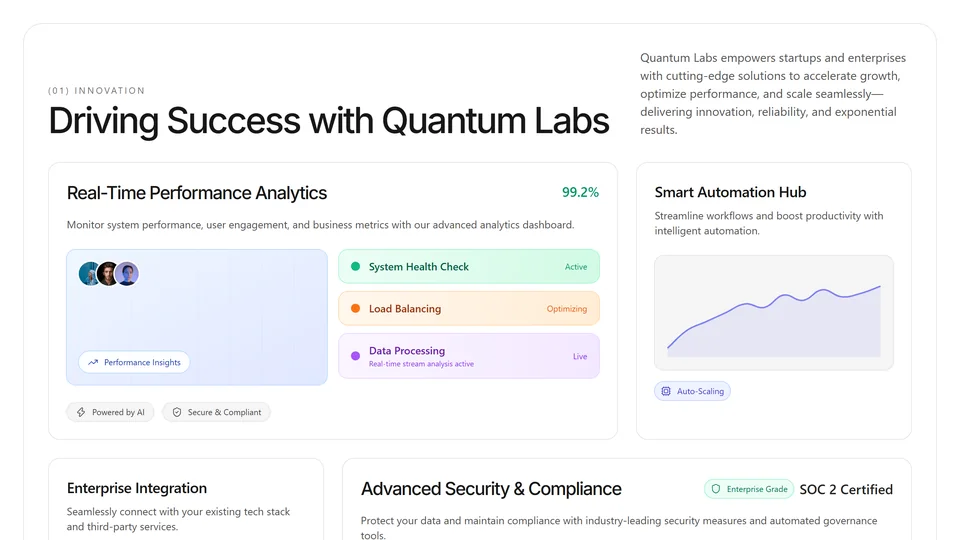 (01) INNOVATION
Driving Success with Quantum Labs
Quantum Labs empowers startups and enterprises
with cutting-edge solutions to accelerate growth,
optimize performance, and scale seamlessly—
delivering innovation, reliability, and exponential
results.
Real-Time Performance Analytics
99.2%
Monitor system performance, user engagement, and business metrics with our advanced analytics dashboard.
Performance Insights
System Health Check
Active
Load Balancing
Optimizing
Data Processing
Real-time stream analysis active
Live
Powered by AI
Secure & Compliant
Smart Automation Hub
Streamline workflows and boost productivity with
intelligent automation.
Auto-Scaling
Enterprise Integration
Seamlessly connect with your existing tech stack
and third-party services.
Advanced Security & Compliance
Enterprise Grade
SOC 2 Certified
Protect your data and maintain compliance with industry-leading security measures and automated governance
tools.